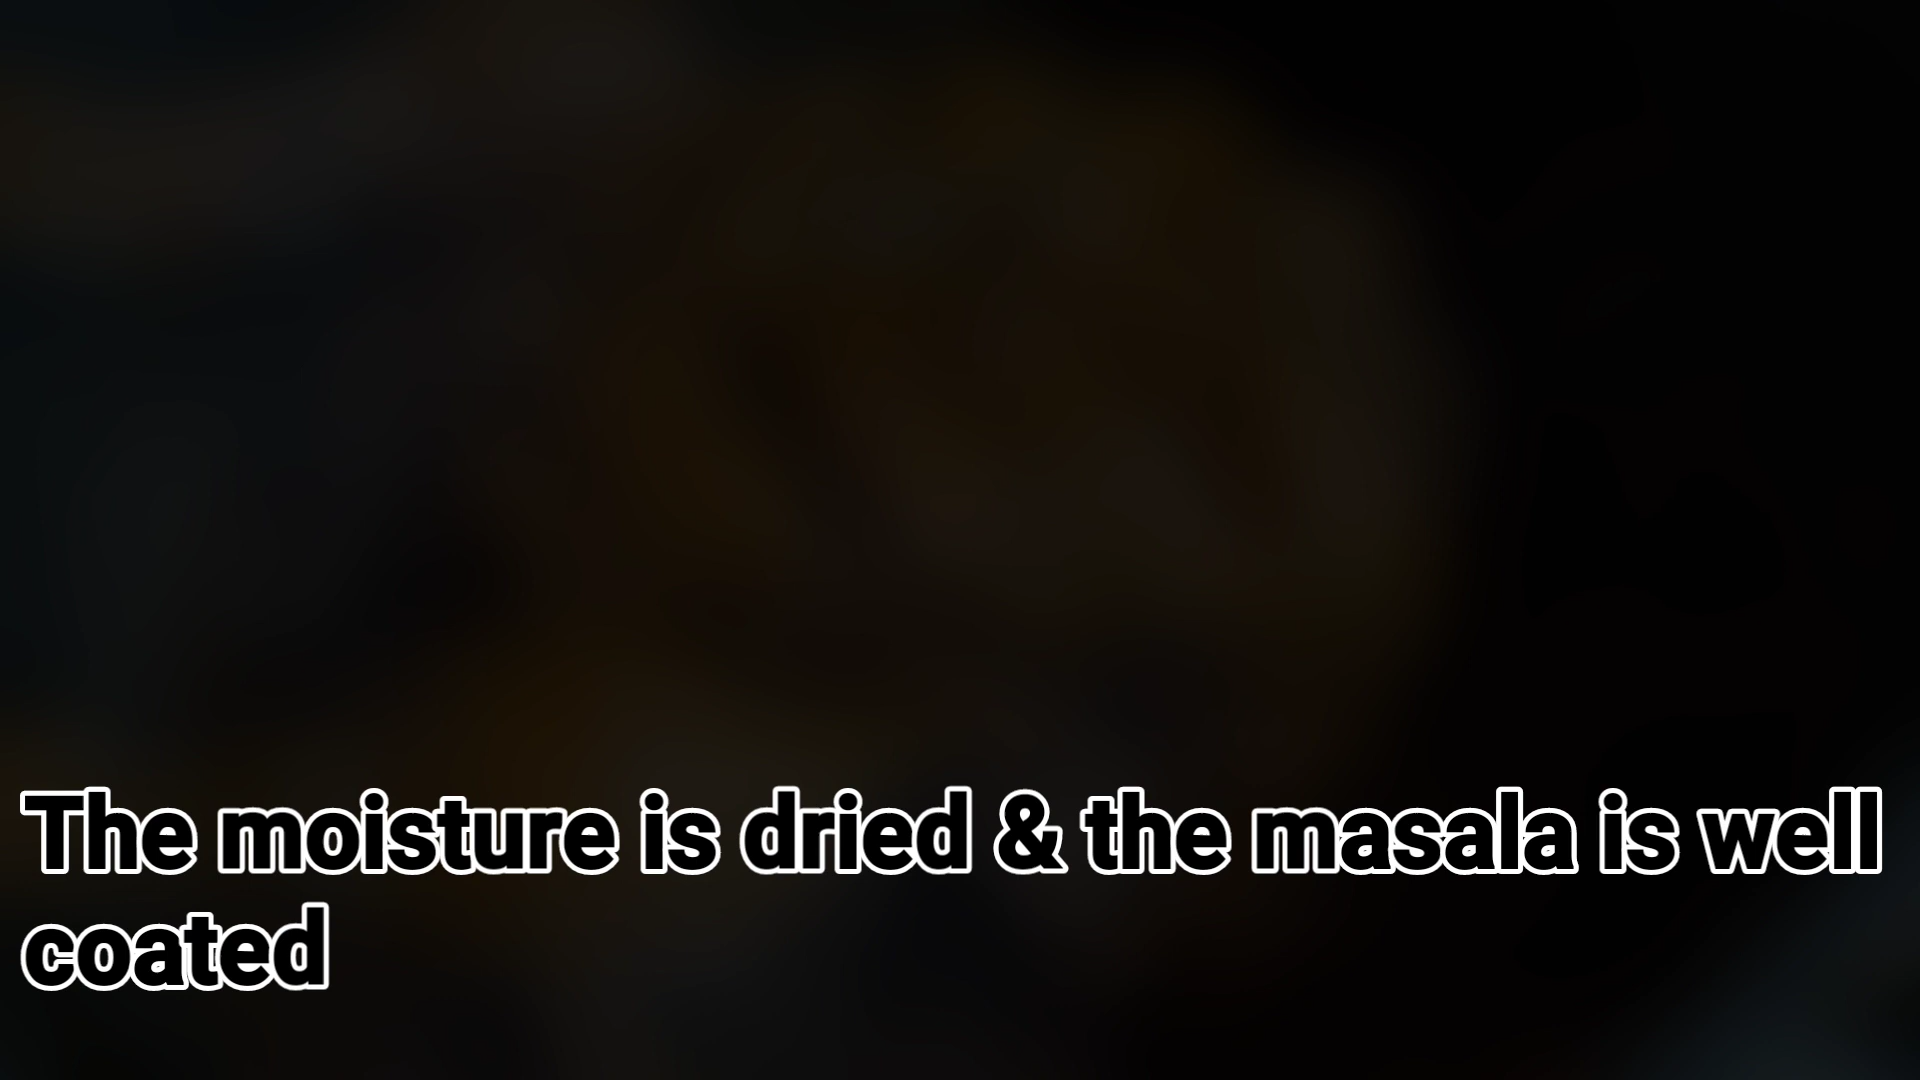 The moisture is dried & the masala is well
coated